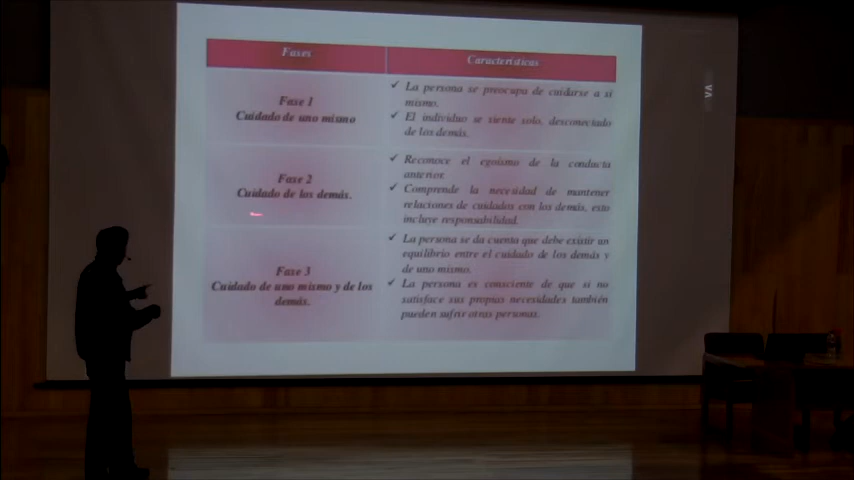 Fases
Características
Fase 1
Cuidado de uno mismo
✓ La persona se preocupa de cuidarse a sí
mismo.
✓ El individuo se siente solo, desconectado
de los demás.
Fase 2
Cuidado de los demás.
✓ Reconoce el egoísmo de la conducta
anterior.
✓ Comprende la necesidad de mantener
relaciones de cuidados con los demás, esto
incluye responsabilidad.
Fase 3
Cuidado de uno mismo y de los
demás.
✓ La persona se da cuenta que debe existir un
equilibrio entre el cuidado de los demás y
de uno mismo.
✓ La persona es consciente de que si no
satisface sus propias necesidades también
pueden sufrir otras personas.